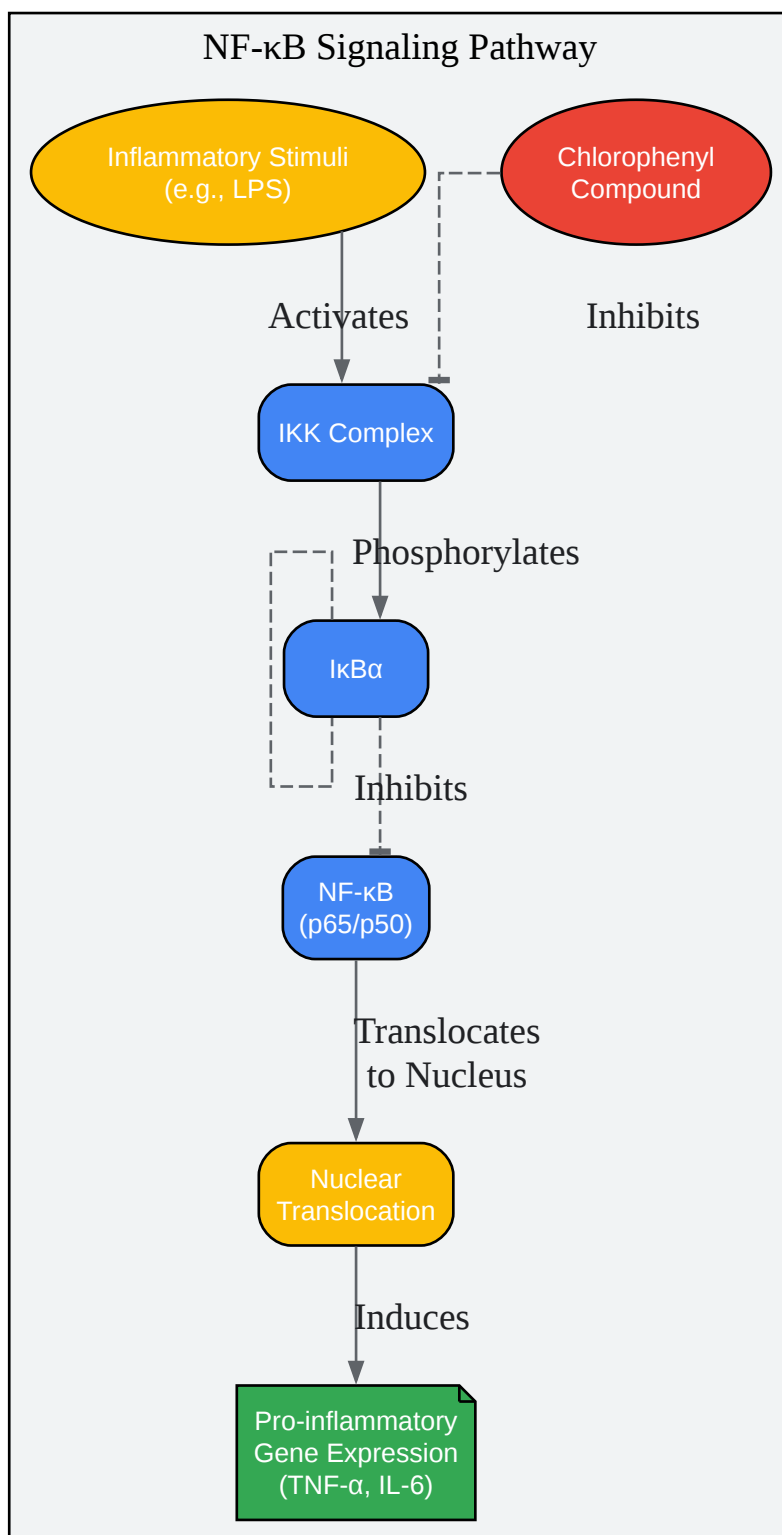 NF-κB Signaling Pathway
Inflammatory Stimuli
(e.g., LPS)
Chlorophenyl
Compound
Activates
Inhibits
IKK Complex
Phosphorylates
IκBα
Inhibits
NF-κB
(p65/p50)
Translocates
to Nucleus
Nuclear
Translocation
Induces
Pro-inflammatory
Gene Expression
(TNF-α, IL-6)